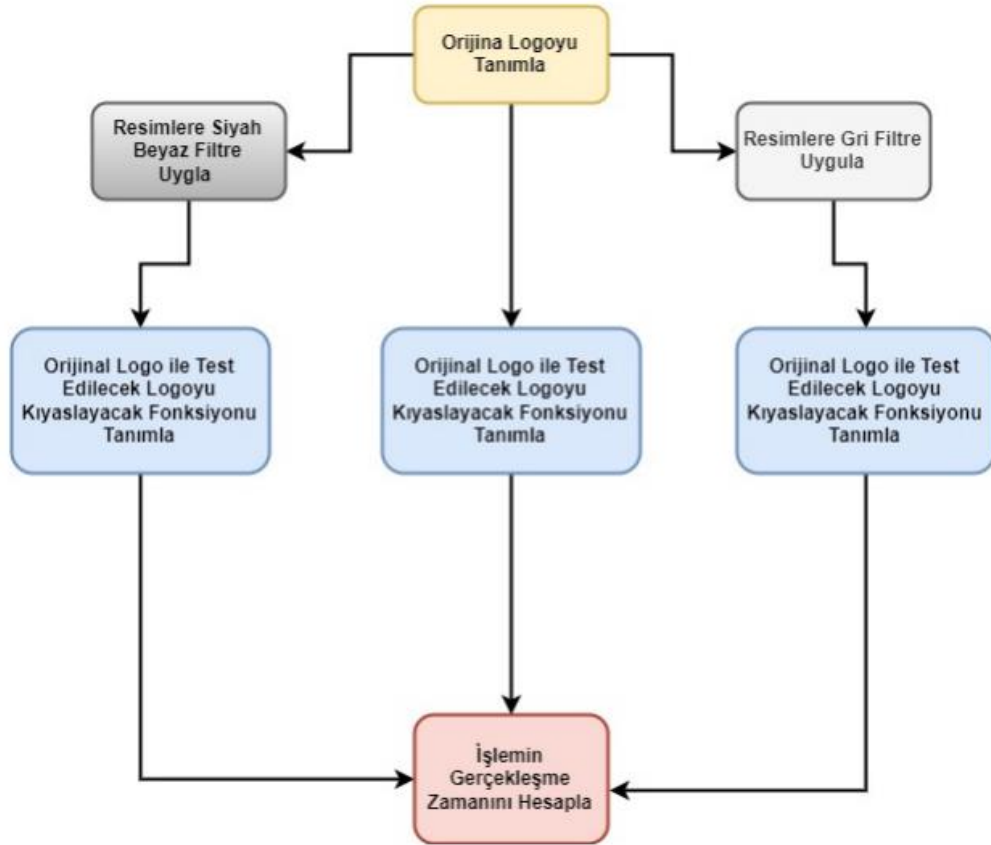 Orijina Logoyu
Tanımla
Resimlere Siyah
Beyaz Filtre
Uygla
Resimlere Gri Filtre
Uygula
Orijinal Logo ile Test
Edilecek Logoyu
Kıyaslayacak Fonksiyonu
Tanımla
Orijinal Logo ile Test
Edilecek Logoyu
Kıyaslayacak Fonksiyonu
Tanımla
Orijinal Logo ile Test
Edilecek Logoyu
Kıyaslayacak Fonksiyonu
Tanımla
İşlemin
Gerçekleşme
Zamanını Hesapla